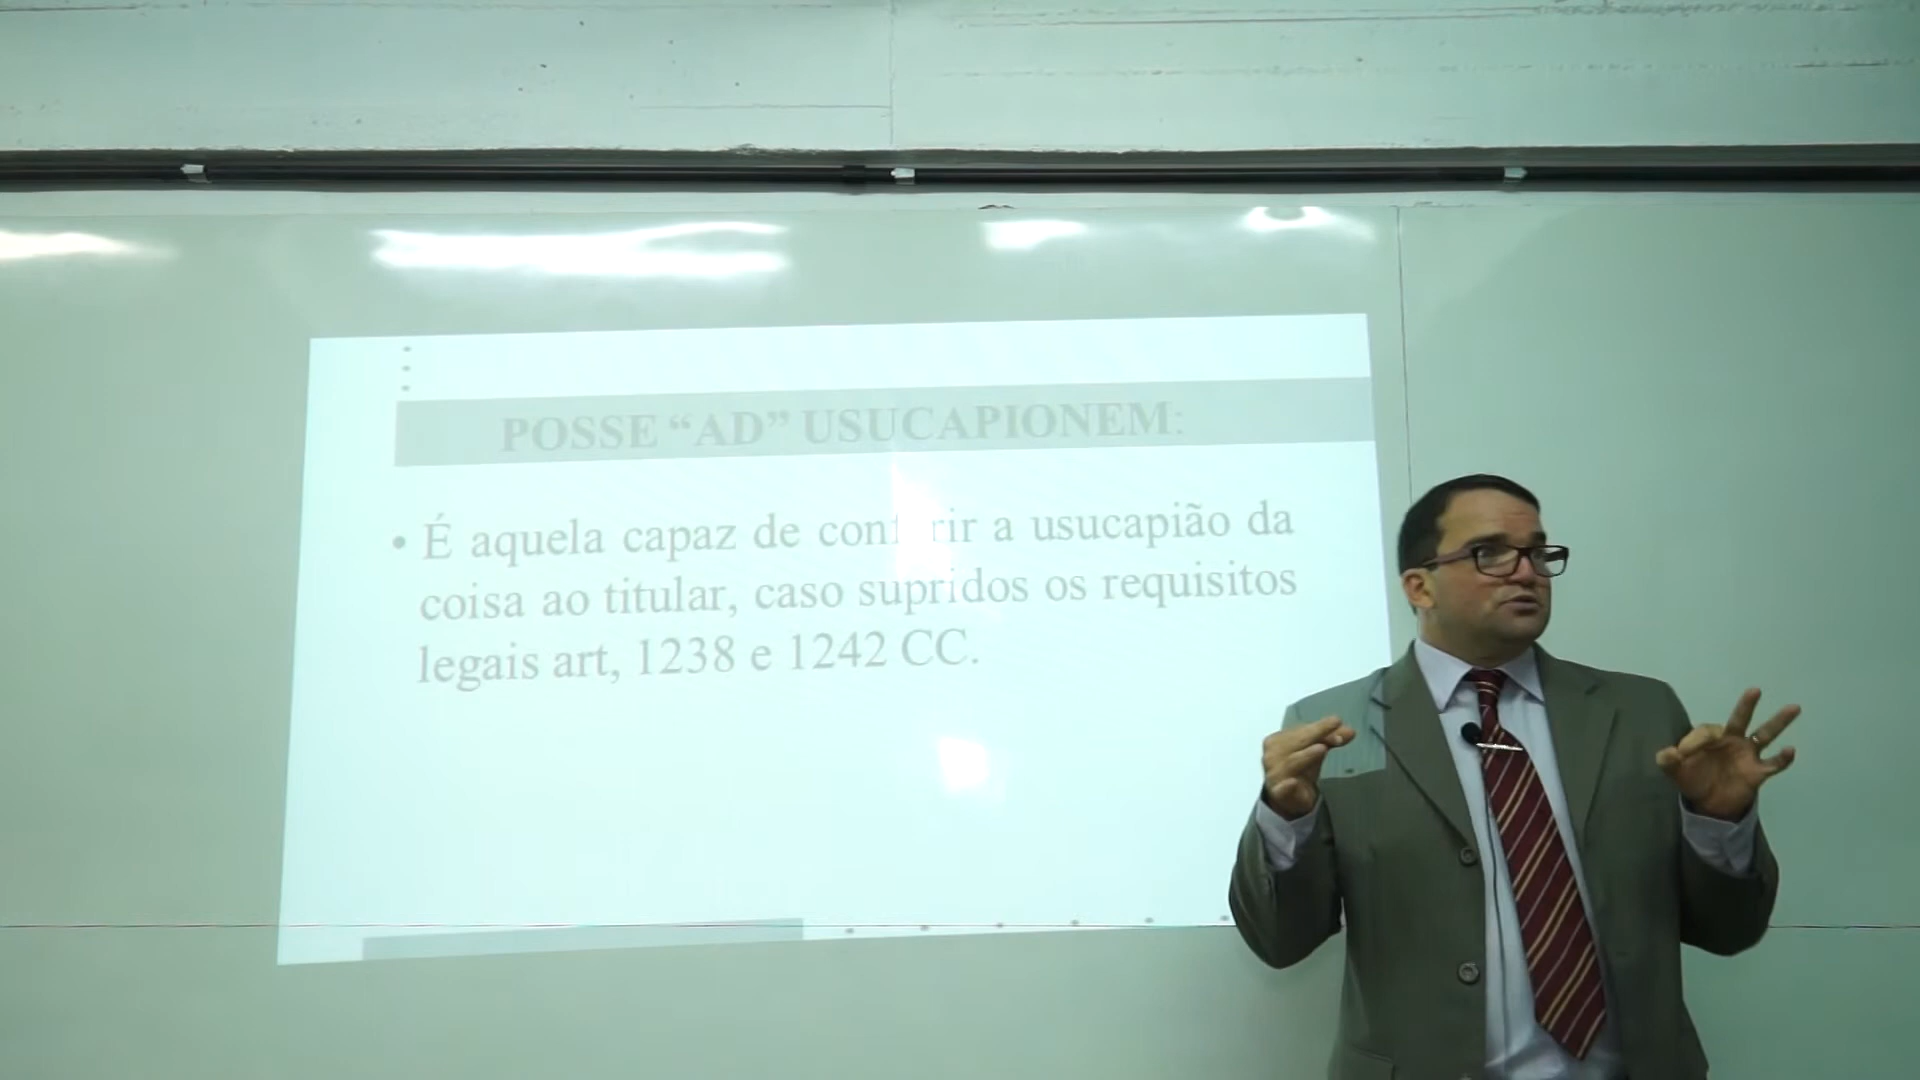 POSSE “AD” USUCAPIONEM:
• É aquela capaz de conferir a usucapião da
coisa ao titular, caso supridos os requisitos
legais art, 1238 e 1242 CC.